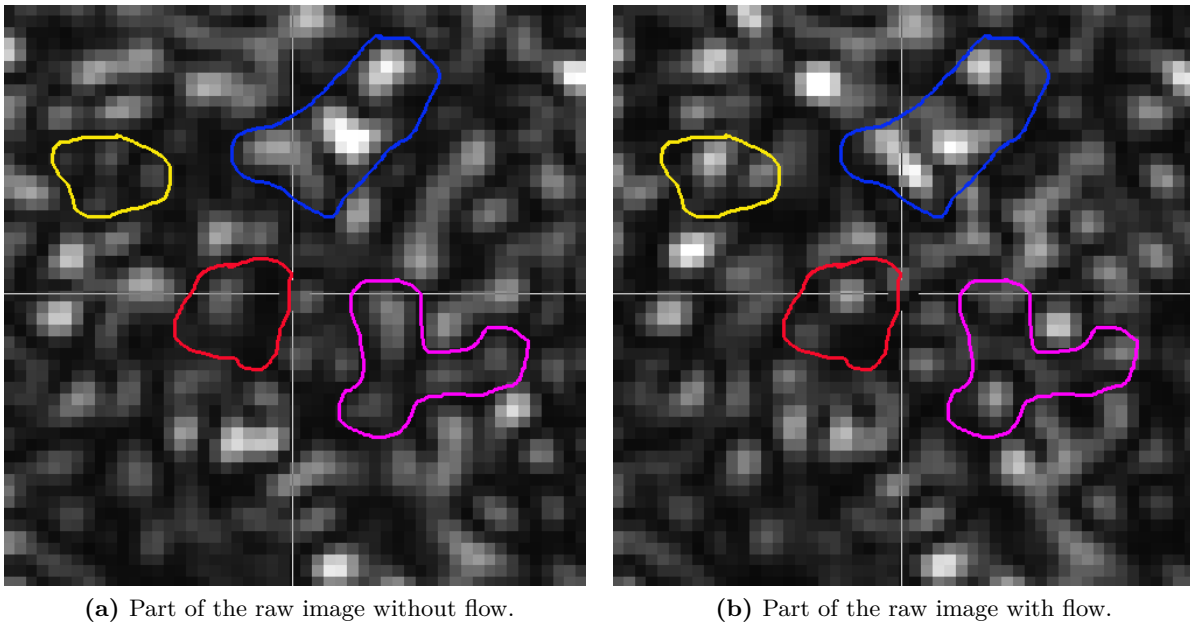 (a) Part of the raw image without flow.
(b) Part of the raw image with flow.